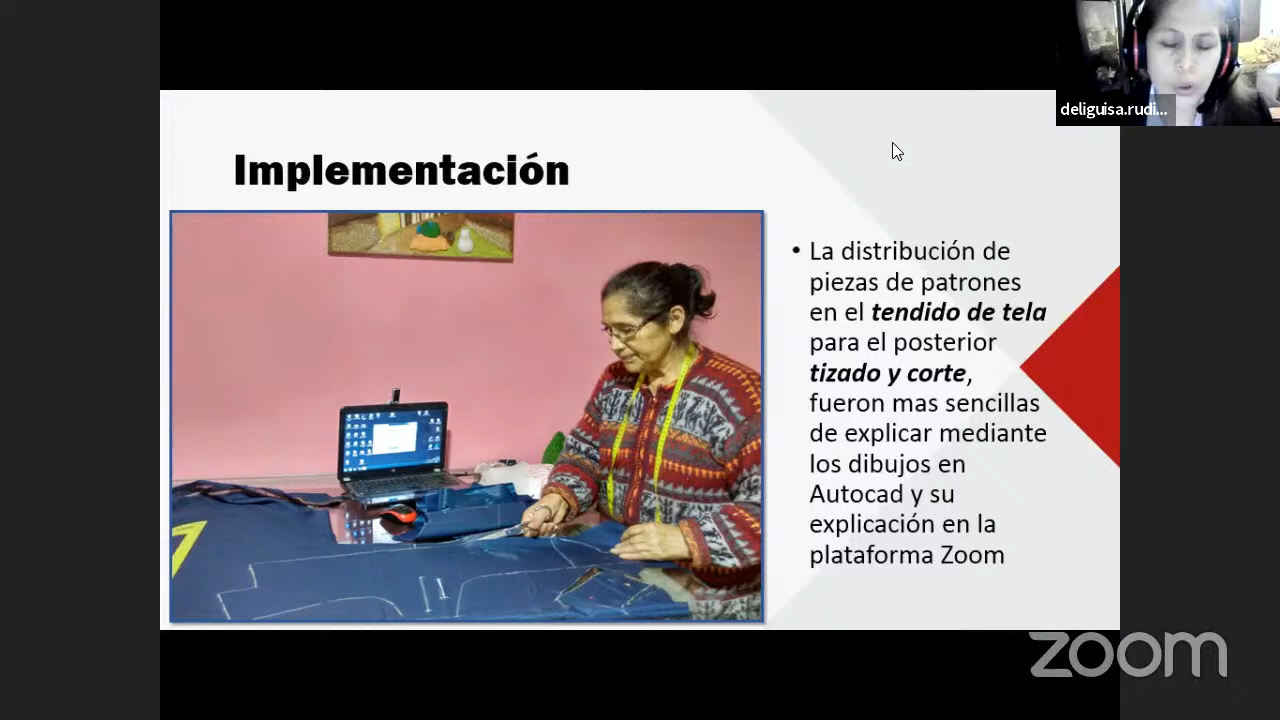 deligуisa.rudi...
Implementación
• La distribución de
piezas de patrones
en el tendido de tela
para el posterior
tizado y corte,
fueron mas sencillas
de explicar mediante
los dibujos en
Autocad y su
explicación en la
plataforma Zoom
zoom